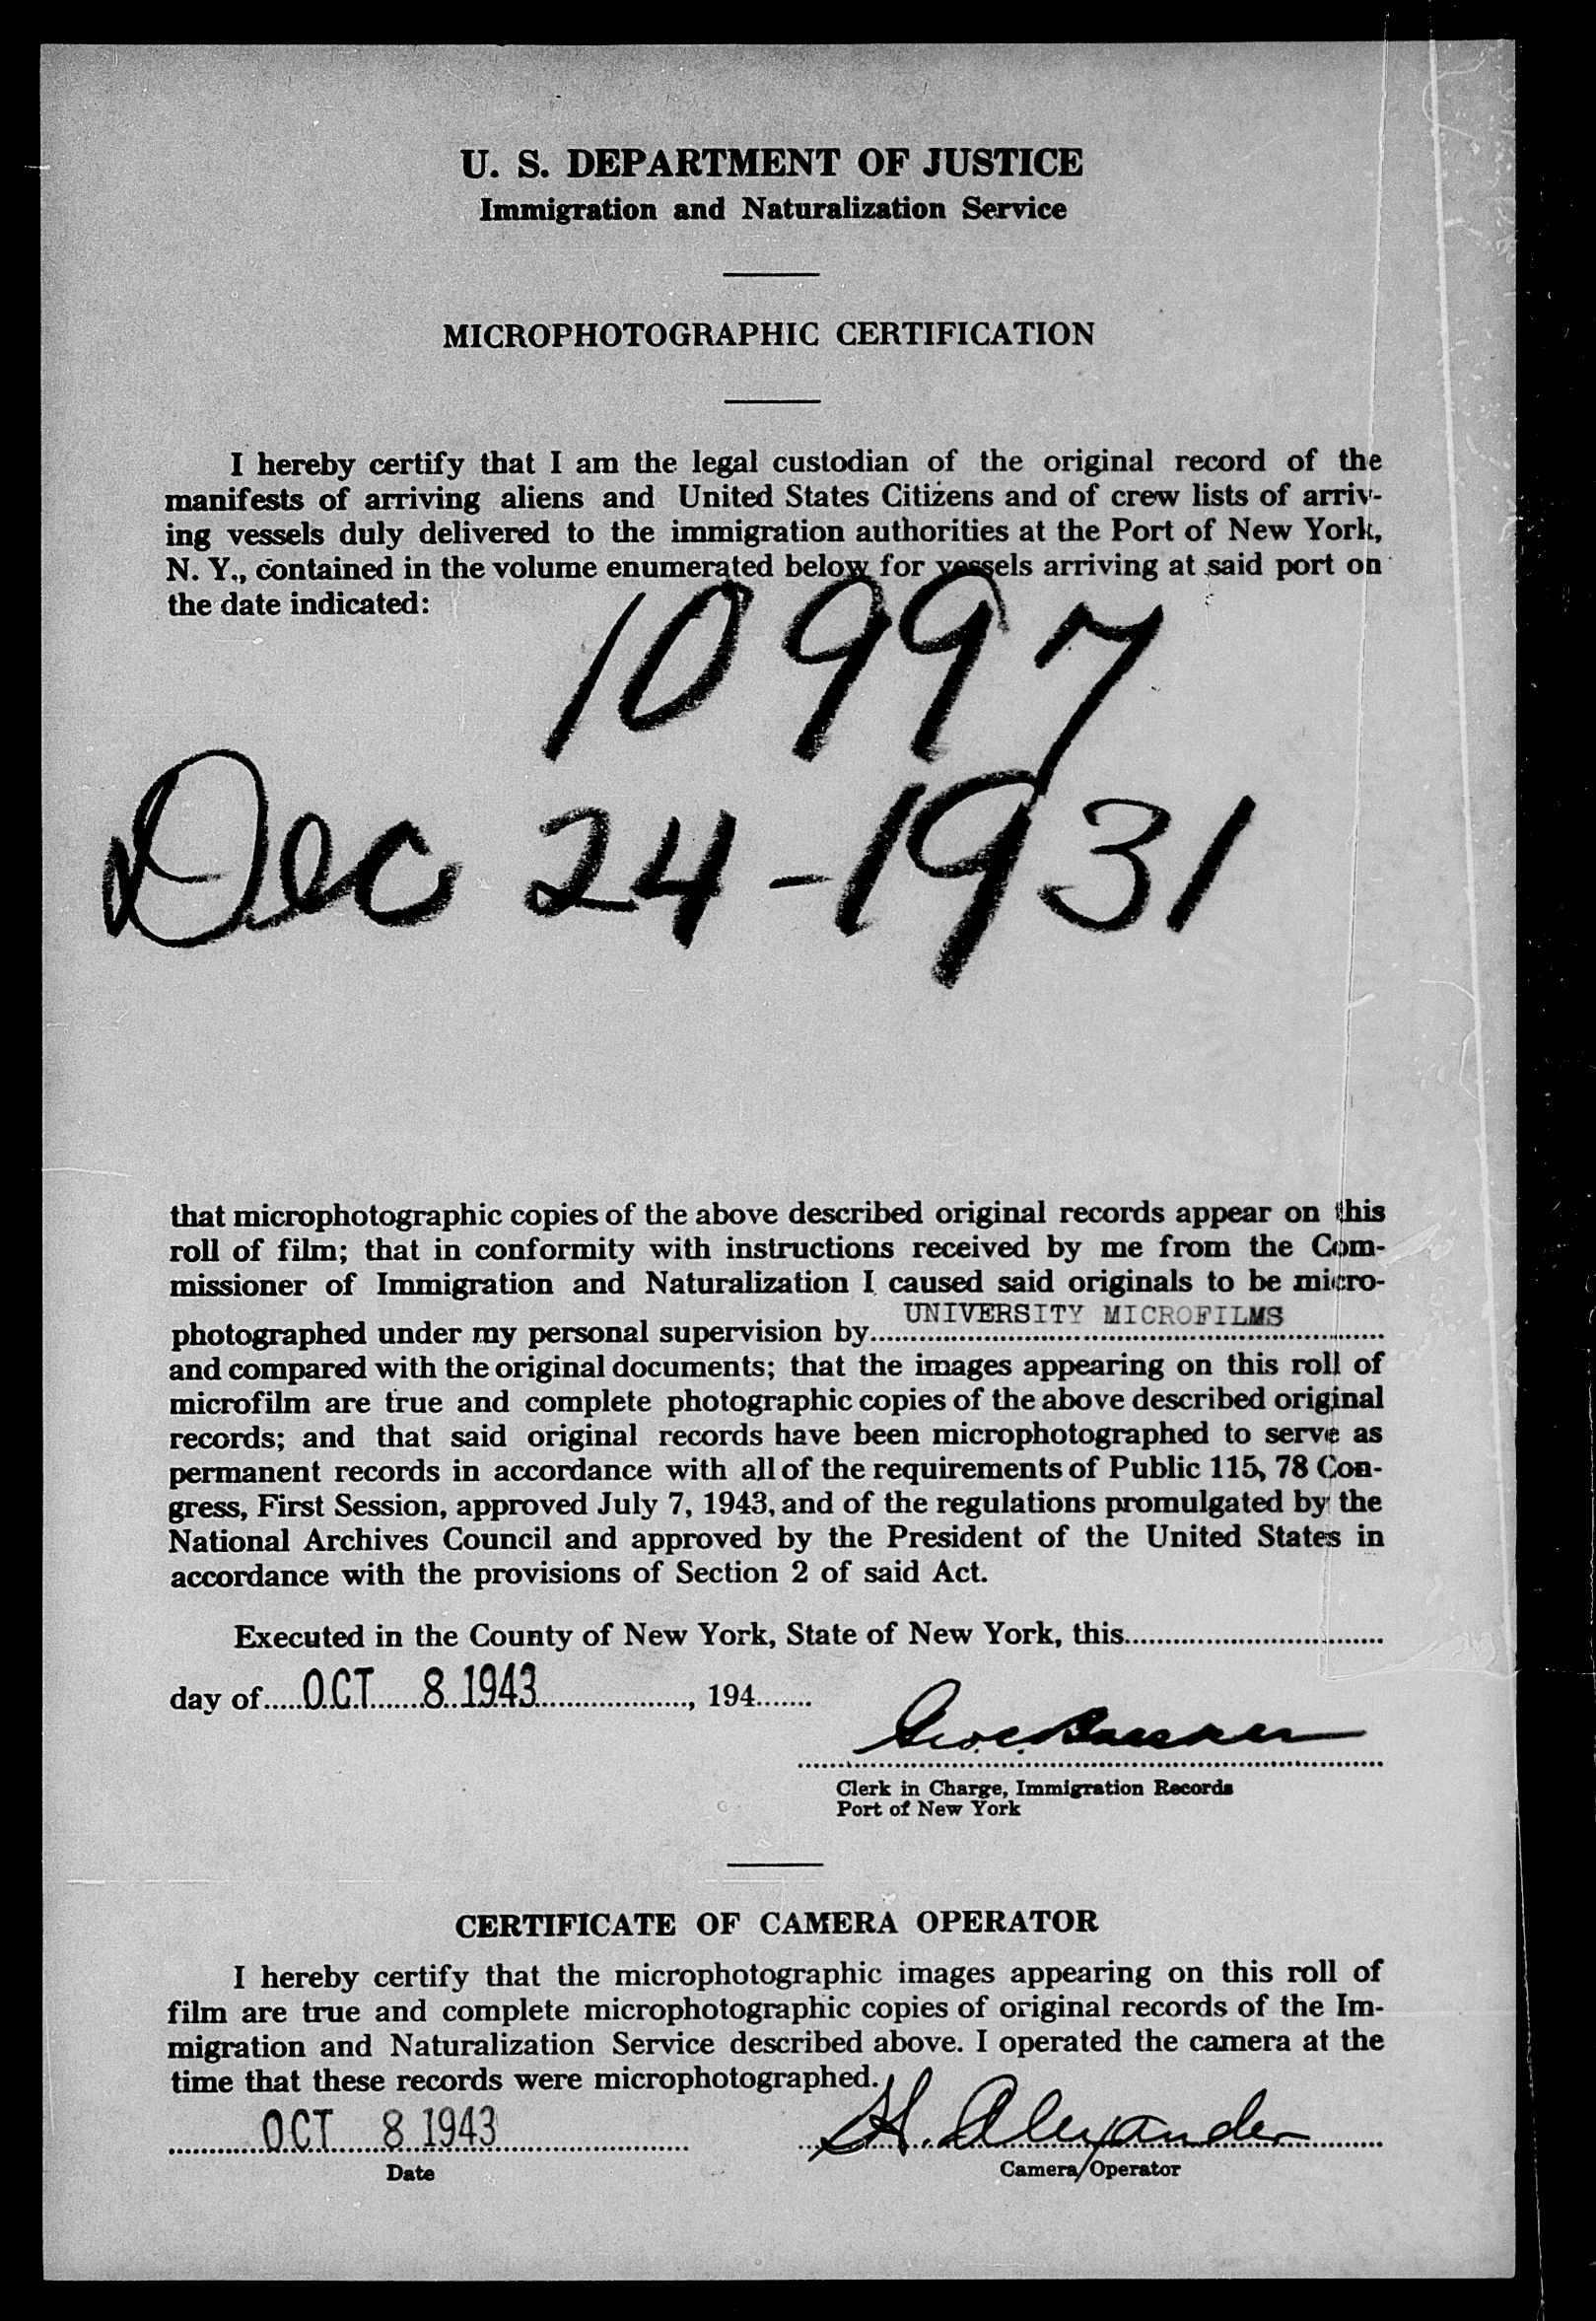 U. S. DEPARTMENT OF JUSTICE
Immigration and Naturalization Service
MICROPHOTOGRAPHIC CERTIFICATION
I hereby certify that I am the legal custodian of the original record of the
manifests of arriving aliens and United States Citizens and of crew lists of arriv-
ing vessels duly delivered to the immigration authorities at the Port of New York,
N. Y., contained in the volume enumerated below for vessels arriving at said port on
the date indicated:
10997
Dec 24-1931
that microphotographic copies of the above described original records appear on this
roll of film; that in conformity with instructions received by me from the Com-
missioner of Immigration and Naturalization I caused said originals to be micro-
photographed under my personal supervision by UNIVERSITY MICROFILMS
and compared with the original documents; that the images appearing on this roll of
microfilm are true and complete photographic copies of the above described original
records; and that said original records have been microphotographed to serve as
permanent records in accordance with all of the requirements of Public 115, 78 Con-
gress, First Session, approved July 7, 1943, and of the regulations promulgated by the
National Archives Council and approved by the President of the United States in
accordance with the provisions of Section 2 of said Act.
Executed in the County of New York, State of New York, this
day of OCT 8 1943, 194
Clerk in Charge, Immigration Records
Port of New York
CERTIFICATE OF CAMERA OPERATOR
I hereby certify that the microphotographic images appearing on this roll of
film are true and complete microphotographic copies of original records of the Im-
migration and Naturalization Service described above. I operated the camera at the
time that these records were microphotographed.
OCT 8 1943 H. Alexander
Date Camera Operator